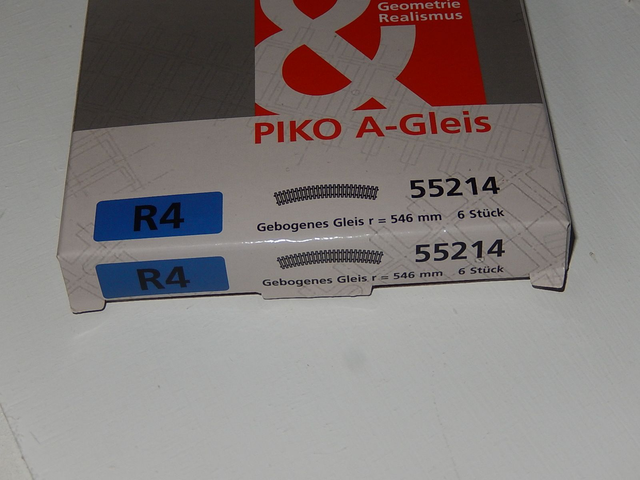 Geometrie
Realismus
&
PIKO A-Gleis
R4
55214
Gebogenes Gleis r = 546 mm 6 Stück
R4
55214
Gebogenes Gleis r = 546 mm 6 Stück